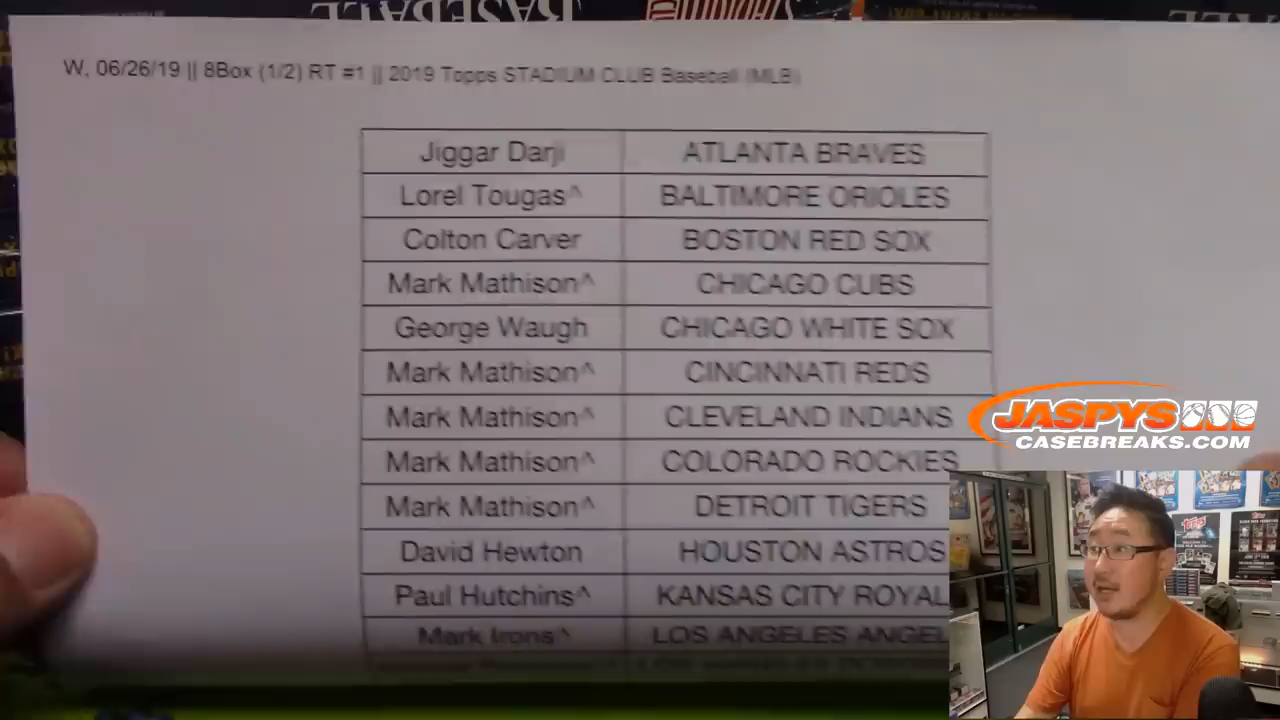 BASEBALL
STADIUM
W, 06/26/19 || 8Box (1/2) RT #1 || 2019 Topps STADIUM CLUB Baseball (MLB)
Jiggar Darji ATLANTA BRAVES
Lorel Tougas^ BALTIMORE ORIOLES
Colton Carver BOSTON RED SOX
Mark Mathison^ CHICAGO CUBS
George Waugh CHICAGO WHITE SOX
Mark Mathison^ CINCINNATI REDS
Mark Mathison^ CLEVELAND INDIANS
Mark Mathison^ COLORADO ROCKIES
Mark Mathison^ DETROIT TIGERS
David Hewton HOUSTON ASTROS
Paul Hutchins^ KANSAS CITY ROYAL
Mark Irons^ LOS ANGELES ANGEL
JASPYS
CASEBREAKS.COM